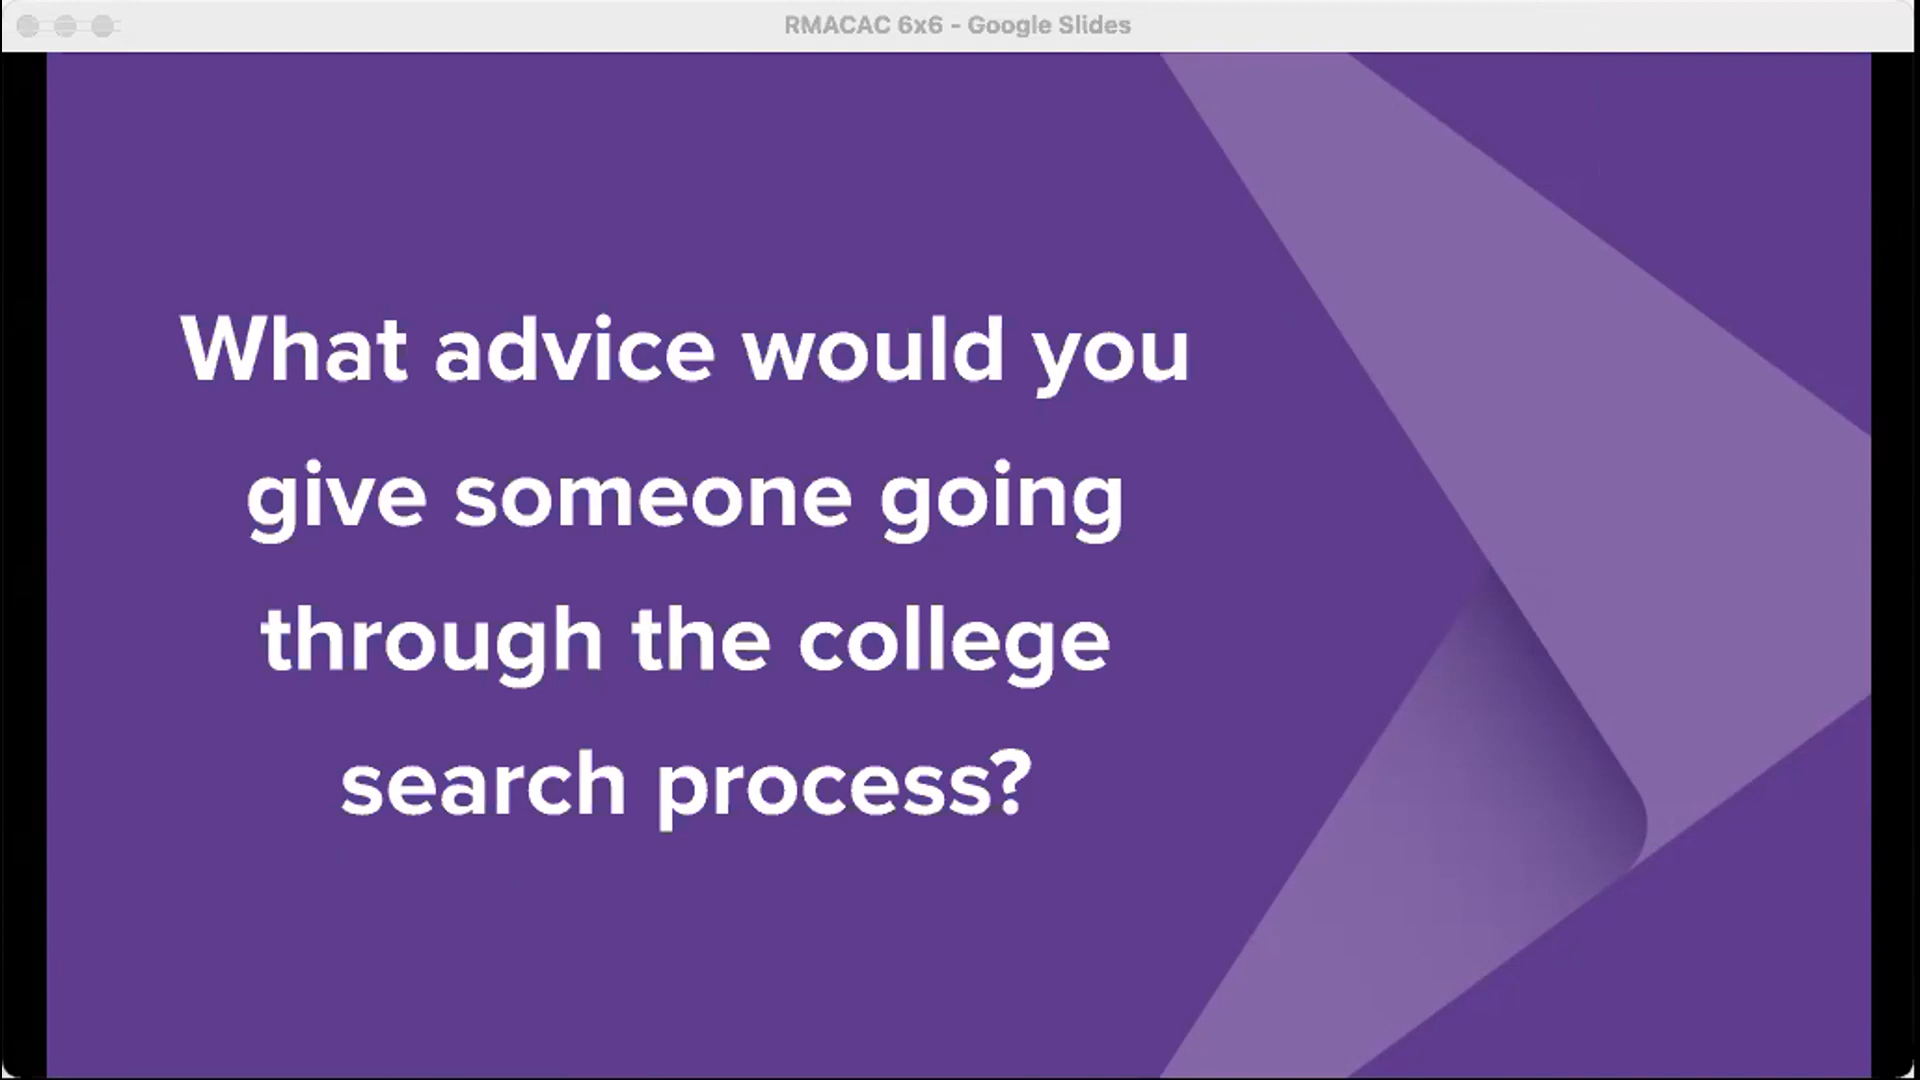 RMACAC 6x6 - Google Slides
What advice would you
give someone going
through the college
search process?